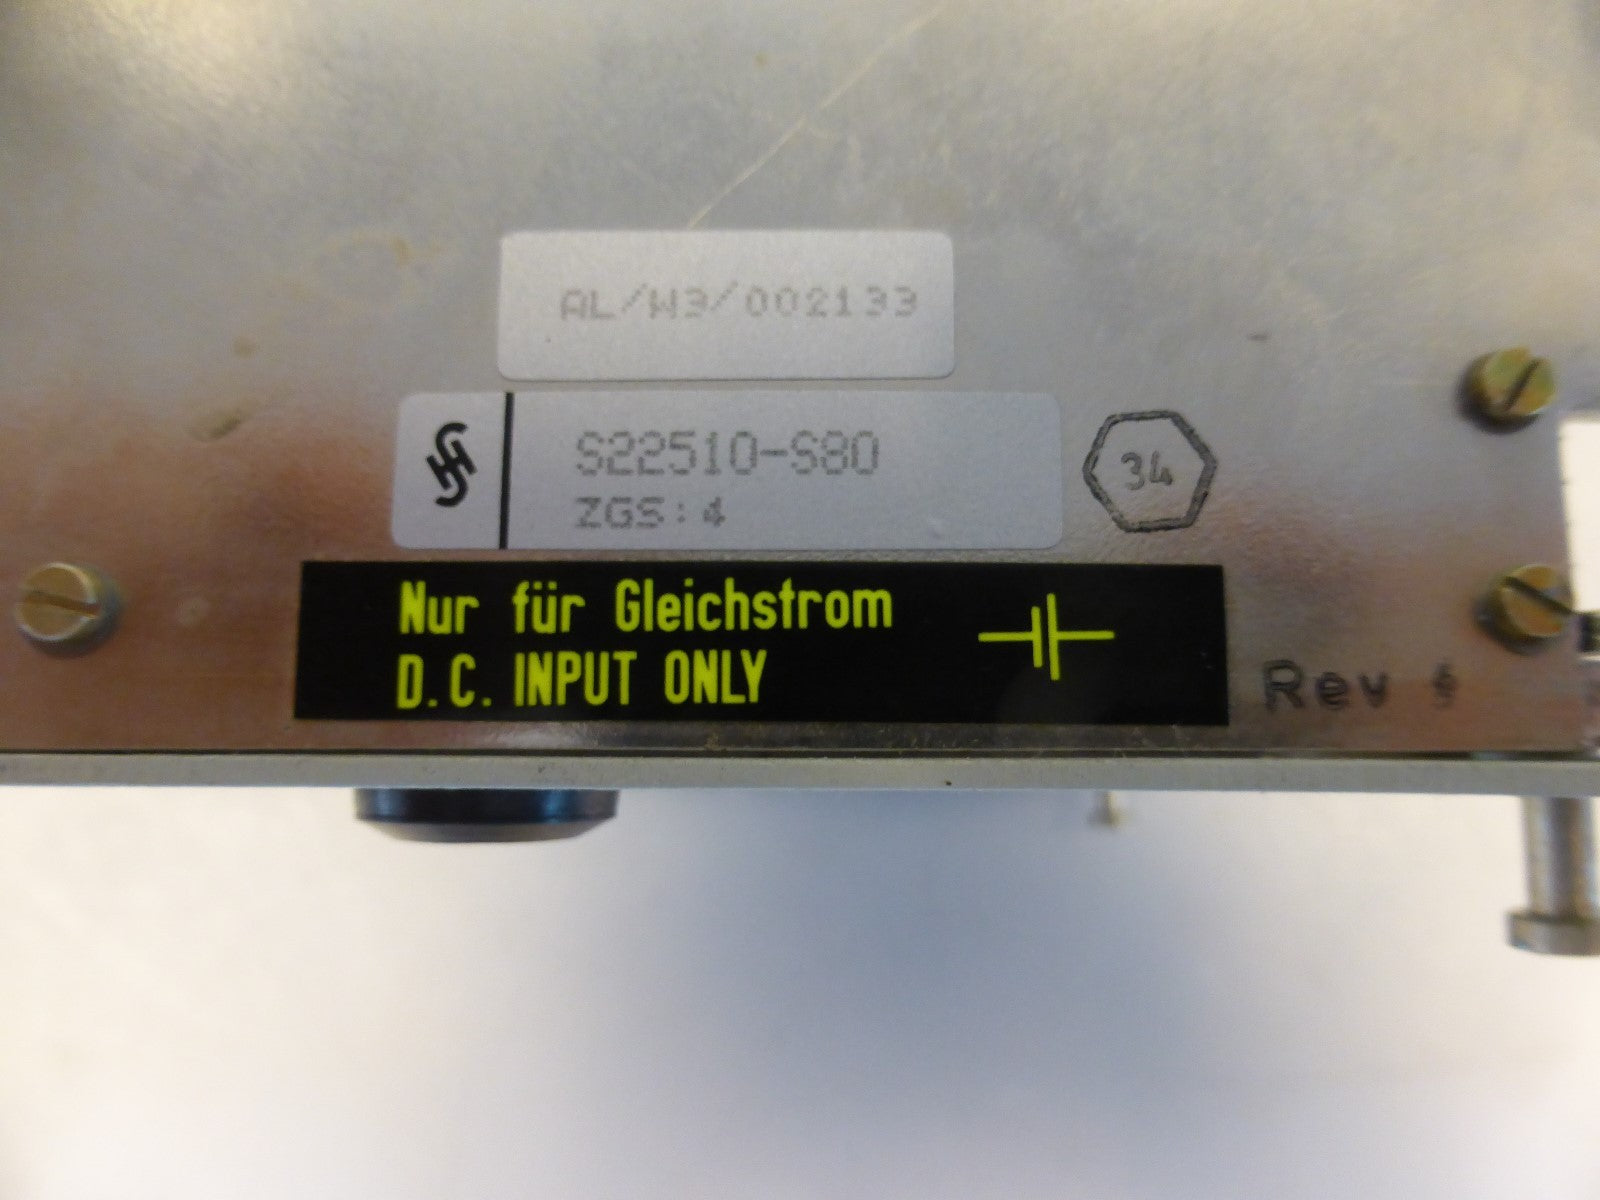 AL/W3/002133
S22510-S80
ZGS:4
34
Nur für Gleichstrom
D.C. INPUT ONLY
Rev